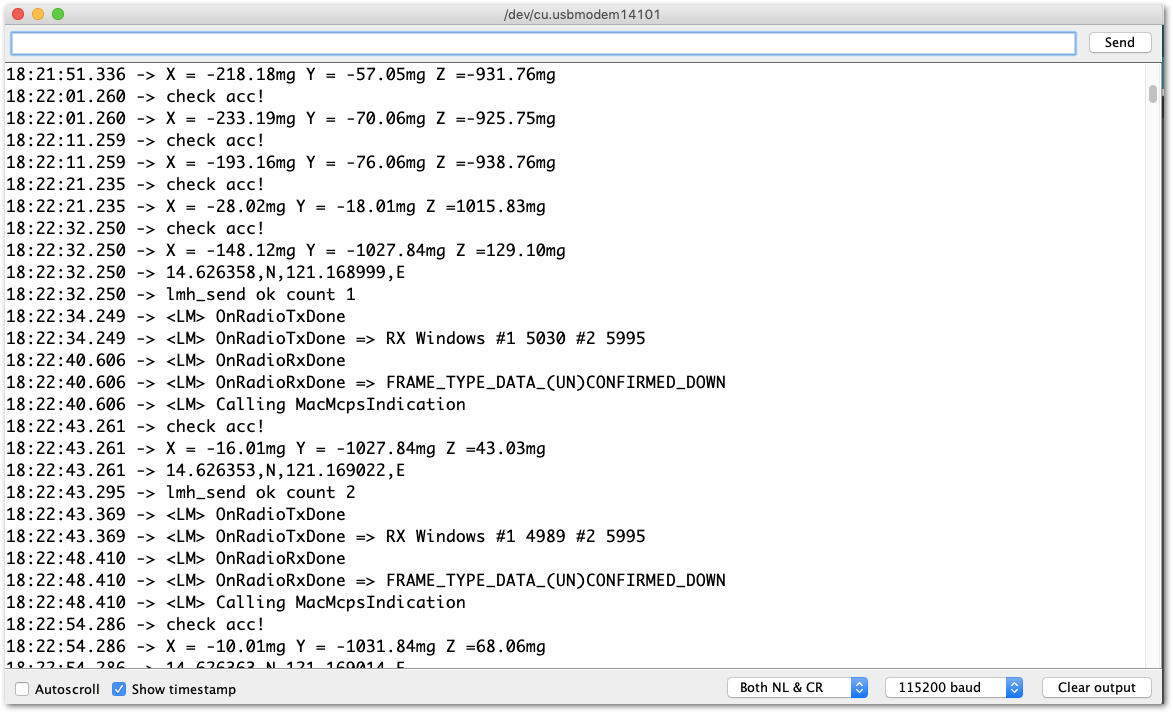 /dev/cu.usbmodem14101
Send
18:21:51.336 -> X = -218.18mg Y = -57.05mg Z =-931.76mg
18:22:01.260 -> check acc!
18:22:01.260 -> X = -233.19mg Y = -70.06mg Z =-925.75mg
18:22:11.259 -> check acc!
18:22:11.259 -> X = -193.16mg Y = -76.06mg Z =-938.76mg
18:22:21.235 -> check acc!
18:22:21.235 -> X = -28.02mg Y = -18.01mg Z =1015.83mg
18:22:32.250 -> check acc!
18:22:32.250 -> X = -148.12mg Y = -1027.84mg Z =129.10mg
18:22:32.250 -> 14.626358,N,121.168999,E
18:22:32.250 -> lmh_send ok count 1
18:22:34.249 -> <LM> OnRadioTxDone
18:22:34.249 -> <LM> OnRadioTxDone => RX Windows #1 5030 #2 5995
18:22:40.606 -> <LM> OnRadioRxDone
18:22:40.606 -> <LM> OnRadioRxDone => FRAME_TYPE_DATA_(UN)CONFIRMED_DOWN
18:22:40.606 -> <LM> Calling MacMcpsIndication
18:22:43.261 -> check acc!
18:22:43.261 -> X = -16.01mg Y = -1027.84mg Z =43.03mg
18:22:43.261 -> 14.626353,N,121.169022,E
18:22:43.295 -> lmh_send ok count 2
18:22:43.369 -> <LM> OnRadioTxDone
18:22:43.369 -> <LM> OnRadioTxDone => RX Windows #1 4989 #2 5995
18:22:48.410 -> <LM> OnRadioRxDone
18:22:48.410 -> <LM> OnRadioRxDone => FRAME_TYPE_DATA_(UN)CONFIRMED_DOWN
18:22:48.410 -> <LM> Calling MacMcpsIndication
18:22:54.286 -> check acc!
18:22:54.286 -> X = -10.01mg Y = -1031.84mg Z =68.06mg
18:22:54.286 -> 14.626363,N,121.169014,E
Autoscroll
Show timestamp
Both NL & CR
115200 baud
Clear output